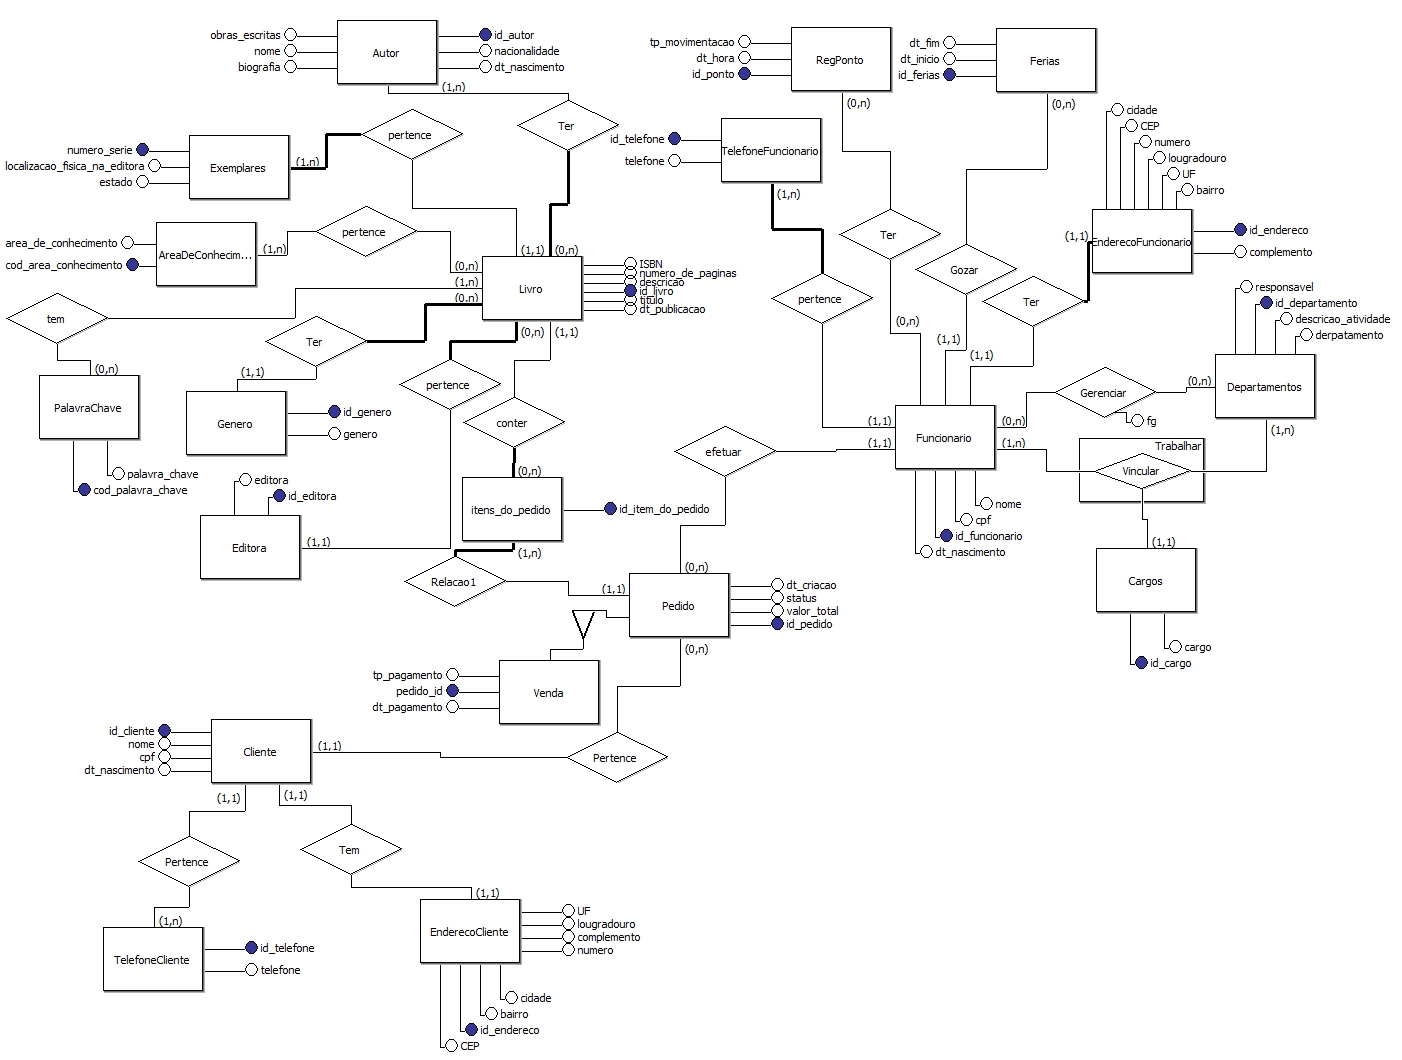 obras_escritas
nome
biografia
Autor
id_autor
nacionalidade
dt_nascimento
(1,n)
Ter
pertence
numero_serie
localizacao_fisica_na_editora
estado
Exemplares
(1,n)
area_de_conhecimento
cod_area_conhecimento
AreaDeConhecim...
(1,n)
pertence
(1,1)
(0,n)
(0,n)
(1,n)
(0,n)
Livro
ISBN
numero_de_paginas
descricao
id_livro
titulo
dt_publicacao
tem
(0,n)
PalavraChave
palavra_chave
cod_palavra_chave
Ter
(1,1)
Genero
id_genero
genero
(0,n)
(1,1)
pertence
conter
editora
id_editora
Editora
(1,1)
(0,n)
itens_do_pedido
id_item_do_pedido
(1,n)
Relacao1
(1,1)
tp_movimentacao
dt_hora
id_ponto
RegPonto
(0,n)
dt_fim
dt_inicio
id_ferias
Ferias
(0,n)
id_telefone
telefone
TelefoneFuncionario
(1,n)
cidade
CEP
numero
lougradouro
UF
bairro
(1,1)
EnderecoFuncionario
id_endereco
complemento
Ter
Gozar
pertence
Ter
(0,n)
(1,1)
(1,1)
responsavel
id_departamento
descricao_atividade
derpatamento
Departamentos
(0,n)
(1,n)
Gerenciar
fg
(1,1)
(1,1)
Funcionario
(0,n)
(1,n)
Trabalhar
Vincular
nome
cpf
id_funcionario
dt_nascimento
(1,1)
Cargos
cargo
id_cargo
efetuar
(0,n)
Pedido
dt_criacao
status
valor_total
id_pedido
(0,n)
tp_pagamento
pedido_id
dt_pagamento
Venda
id_cliente
nome
cpf
dt_nascimento
Cliente
(1,1)
Pertence
(1,1)
(1,1)
Pertence
Tem
(1,n)
TelefoneCliente
id_telefone
telefone
(1,1)
EnderecoCliente
UF
lougradouro
complemento
numero
cidade
bairro
id_endereco
CEP